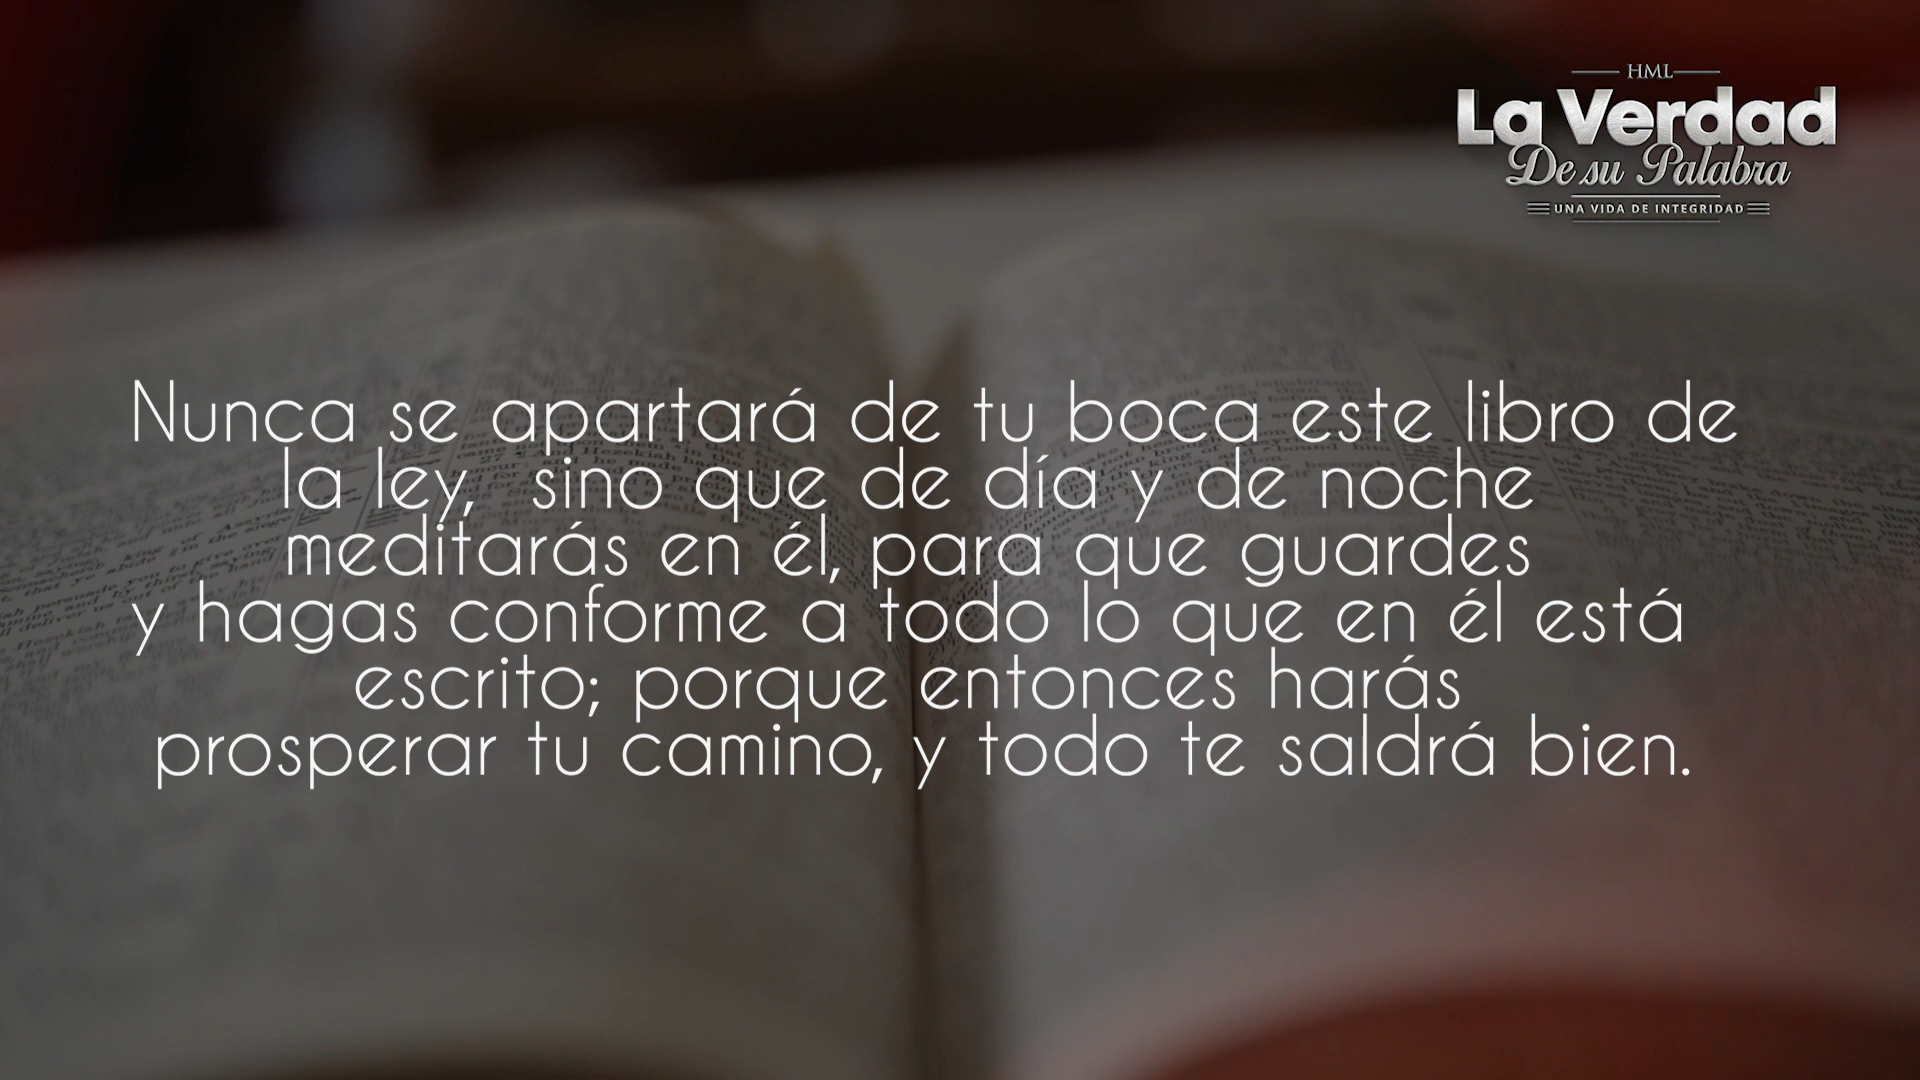 HML
La Verdad
De su Palabra
UNA VIDA DE INTEGRIDAD
Nunca se apartará de tu boca este libro de
la ley,  sino que de día y de noche
meditarás en él, para que guardes
y hagas conforme a todo lo que en él está
escrito; porque entonces harás
prosperar tu camino, y todo te saldrá bien.